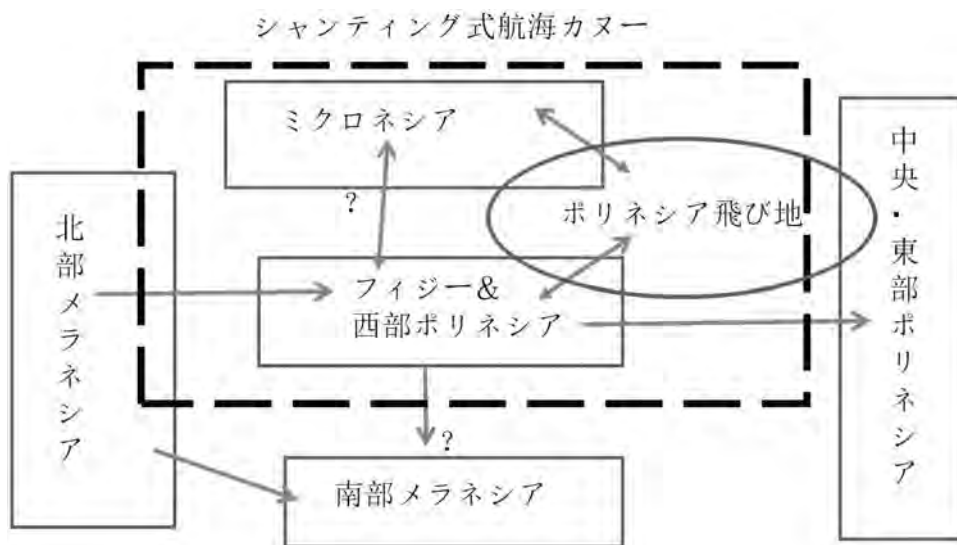 シャンティング式航海カヌー
ミクロネシア
?
ポリネシア飛び地
北部メラネシア
フィジー&
西部ポリネシア
中央・東部ポリネシア
?
南部メラネシア